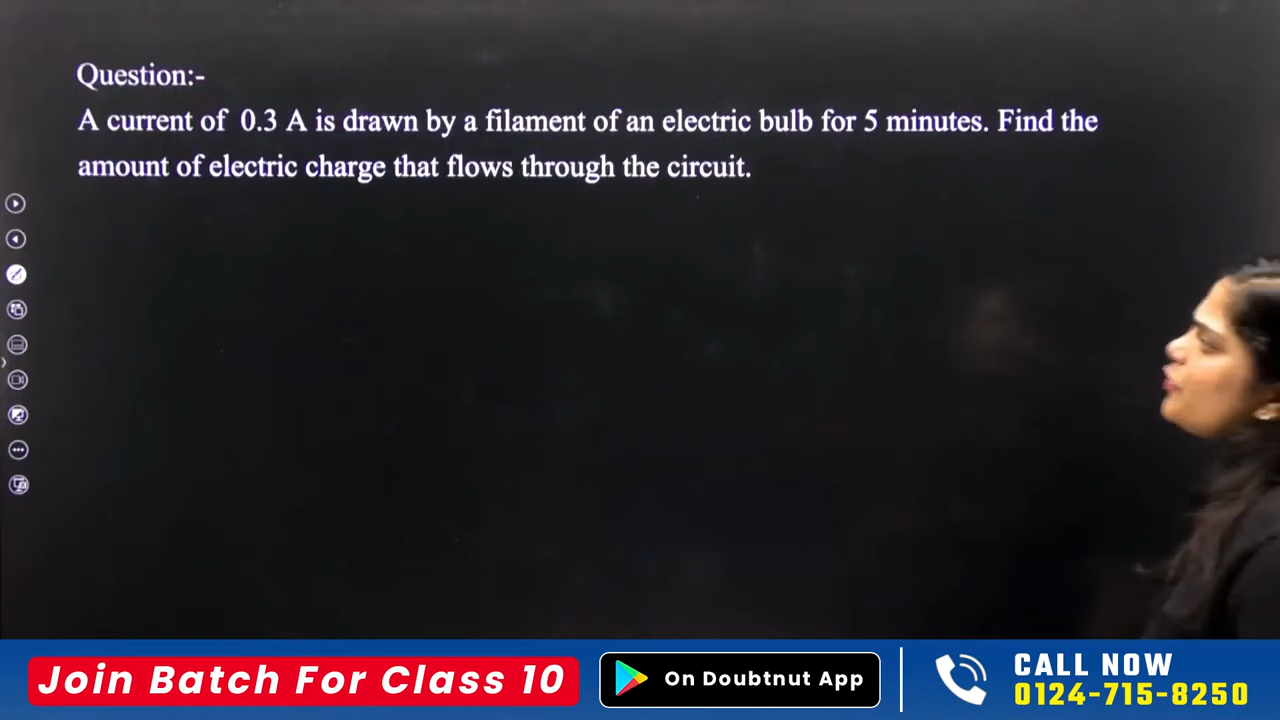 Question:-
A current of 0.3 A is drawn by a filament of an electric bulb for 5 minutes. Find the
amount of electric charge that flows through the circuit.
Join Batch For Class 10
On Doubtnut App
CALL NOW
0124-715-8250